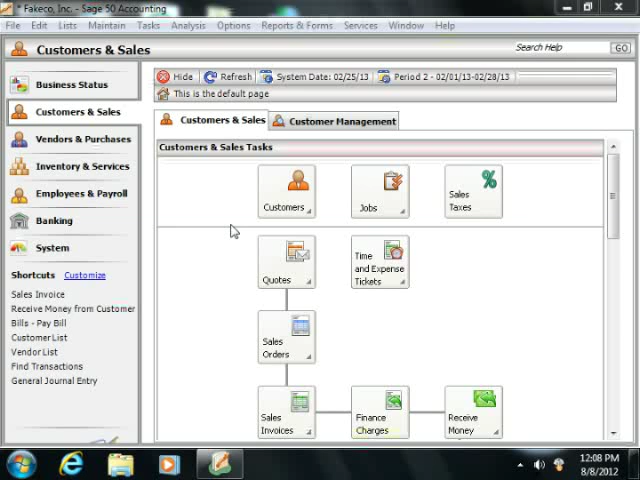 * Fakeco, Inc. - Sage 50 Accounting
File Edit Lists Maintain Tasks Analysis Options Reports & Forms Services Window Help
Customers & Sales
Search Help
GO
Business Status
Customers & Sales
Vendors & Purchases
Inventory & Services
Employees & Payroll
Banking
System
Shortcuts Customize
Sales Invoice
Receive Money from Customer
Bills - Pay Bill
Customer List
Vendor List
Find Transactions
General Journal Entry
Hide Refresh System Date: 02/25/13 Period 2 - 02/01/13-02/28/13
This is the default page
Customers & Sales Customer Management
Customers & Sales Tasks
Customers
Jobs
Sales
Taxes
Quotes
Time
and Expense
Tickets
Sales
Orders
Sales
Invoices
Finance
Charges
Receive
Money
12:08 PM
8/8/2012